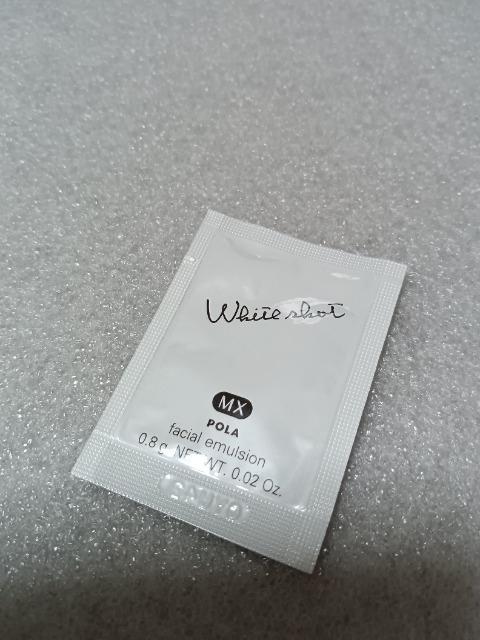 White shot
MX
POLA
facial emulsion
0.8 g NET WT. 0.02 Oz.